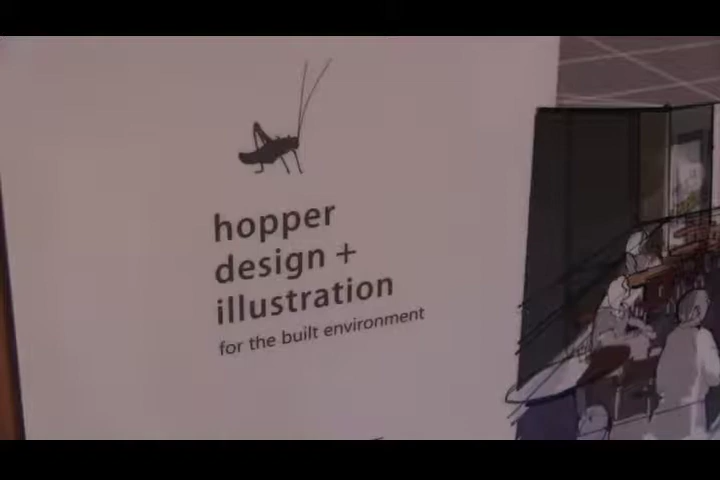 hopper
design +
illustration
for the built environment